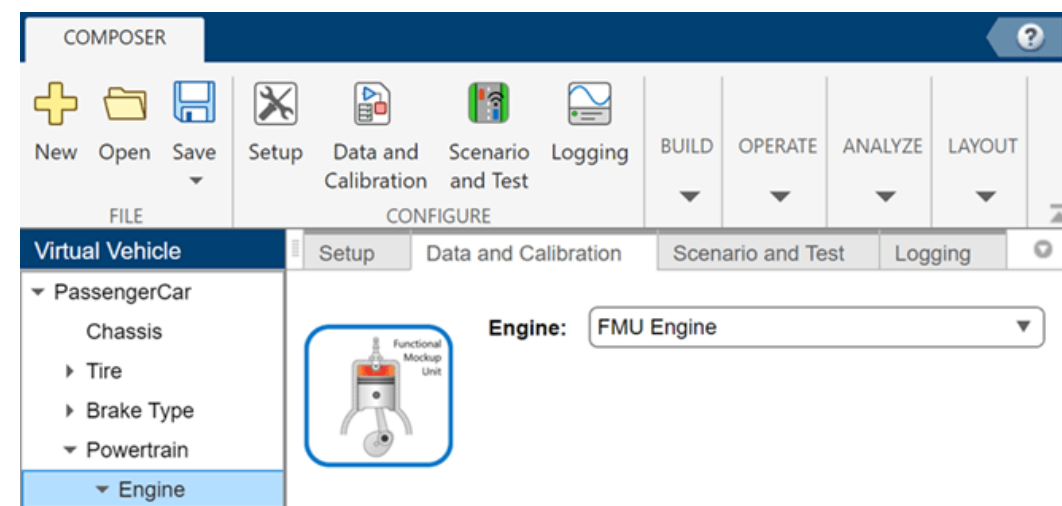 COMPOSER
?
New Open Save Setup Data and Scenario Logging
Calibration and Test
BUILD OPERATE ANALYZE LAYOUT
FILE CONFIGURE
Virtual Vehicle
Setup Data and Calibration Scenario and Test Logging
PassengerCar
Chassis
Tire
Brake Type
Powertrain
Engine
Engine: FMU Engine
Functional
Mockup
Unit